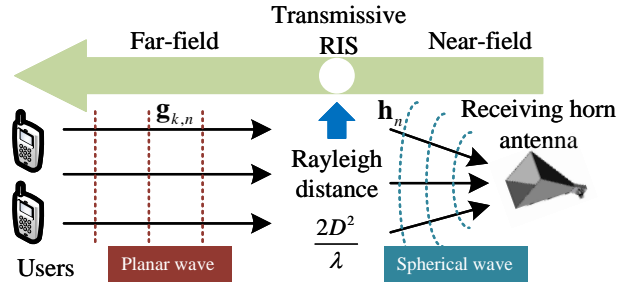 Transmissive
Far-field
RIS
Near-field
g_{k,n}
h_n
Receiving horn
antenna
Rayleigh
distance
2D^2/λ
Users
Planar wave
Spherical wave